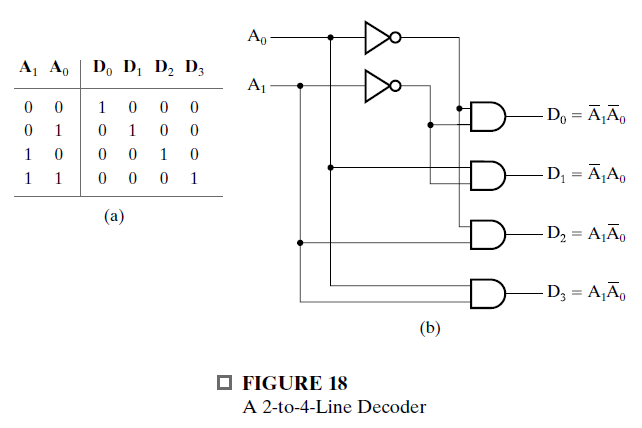 A₁ A₀ D₀ D₁ D₂ D₃
0 0 1 0 0 0
0 1 0 1 0 0
1 0 0 0 1 0
1 1 0 0 0 1
(a)
A₀
A₁
D₀ = A̅₁A̅₀
D₁ = A̅₁A₀
D₂ = A₁A̅₀
D₃ = A₁A̅₀
(b)
FIGURE 18
A 2-to-4-Line Decoder